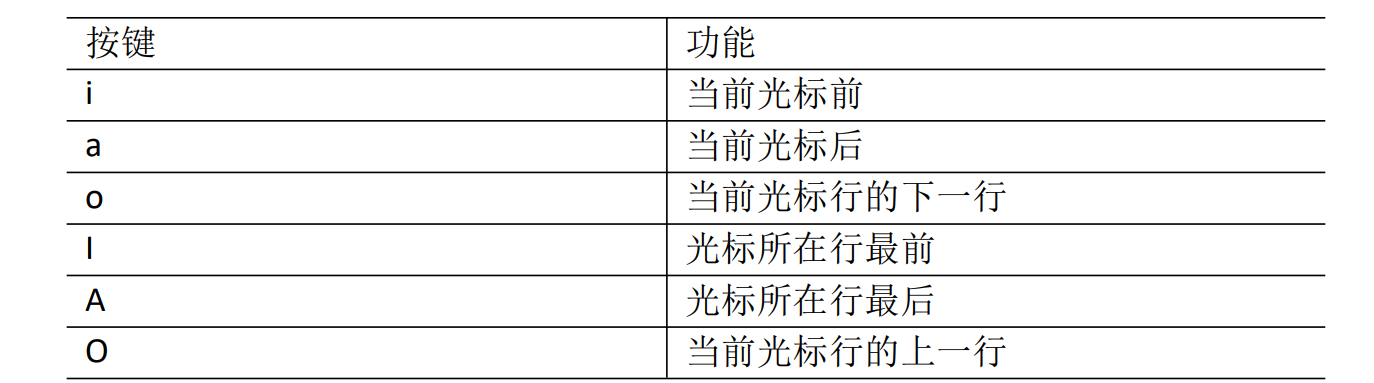 按键 功能
i 当前光标前
a 当前光标后
o 当前光标行的下一行
I 光标所在行最前
A 光标所在行最后
O 当前光标行的上一行